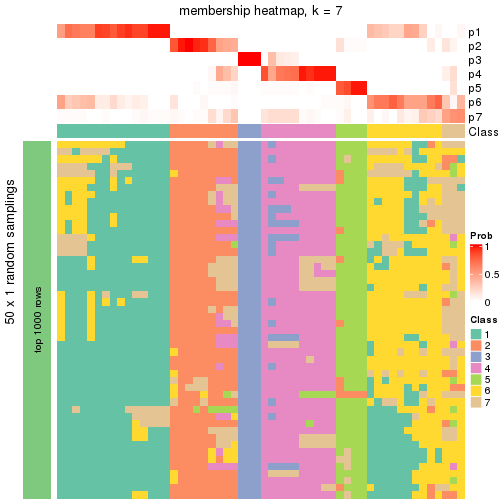 membership heatmap, k = 7
p1
p2
p3
p4
p5
p6
p7
Class
50 x 1 random samplings
top 1000 rows
Prob
1
0.5
0
Class
1
2
3
4
5
6
7